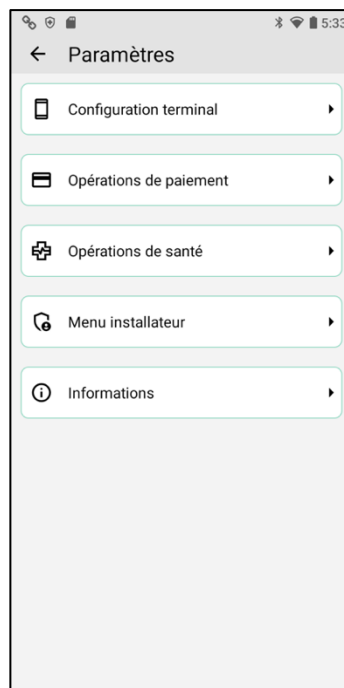 5:33
Paramètres
Configuration terminal
Opérations de paiement
Opérations de santé
Menu installateur
Informations